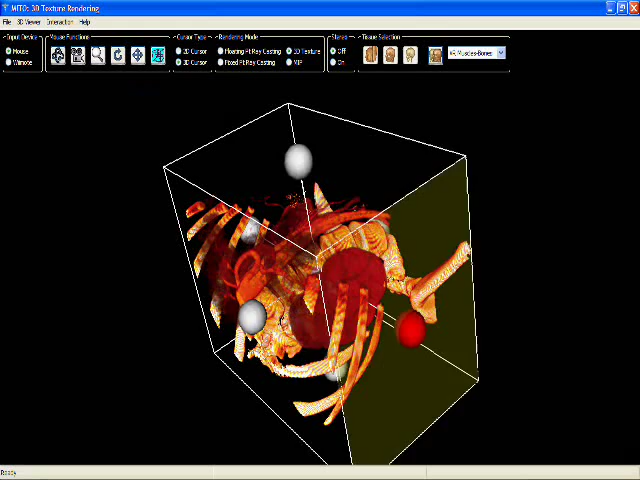 MITO: 3D Texture Rendering
File 3D Viewer Interaction Help
Input Device Mouse Functions Cursor Type Rendering Mode Stereo Tissue Selection
Mouse 2D Cursor Floating Pt Ray Casting 3D Texture Off
Wiimote 3D Cursor Fixed Pt Ray Casting MIP On
VR Muscles-Bones
Ready